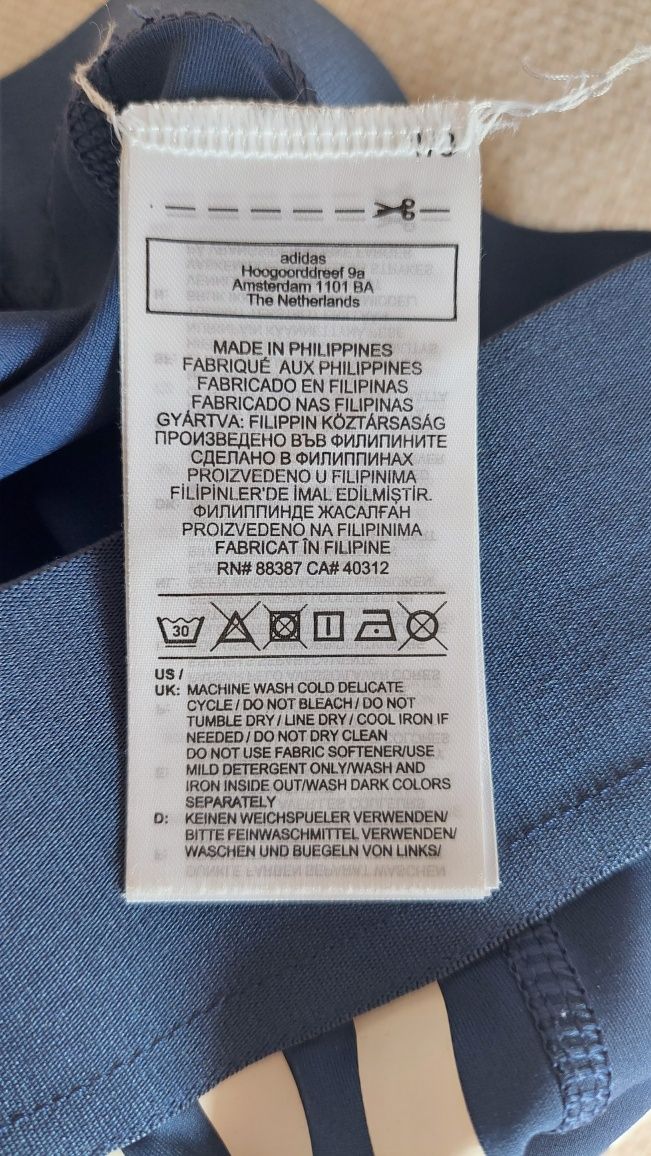 adidas
Hoogoorddreef 9a
Amsterdam 1101 BA
The Netherlands
MADE IN PHILIPPINES
FABRIQUÉ AUX PHILIPPINES
FABRICADO EN FILIPINAS
FABRICADO NAS FILIPINAS
GYÁRTVA: FILIPPIN KÖZTÁRSASÁG
ПРОИЗВЕДЕНО ВЪВ ФИЛИПИНИТЕ
СДЕЛАНО В ФИЛИППИНАХ
PROIZVEDENO U FILIPINIMA
FİLİPİNLER'DE İMAL EDİLMİŞTİR.
ФИЛИППИНДЕ ЖАСАЛҒАН
PROIZVEDENO NA FILIPINIMA
FABRICAT ÎN FILIPINE
RN# 88387 CA# 40312
30
US /
UK: MACHINE WASH COLD DELICATE
CYCLE / DO NOT BLEACH / DO NOT
TUMBLE DRY / LINE DRY / COOL IRON IF
NEEDED / DO NOT DRY CLEAN
DO NOT USE FABRIC SOFTENER/USE
MILD DETERGENT ONLY/WASH AND
IRON INSIDE OUT/WASH DARK COLORS
SEPARATELY
D: KEINEN WEICHSPUELER VERWENDEN/
BITTE FEINWASCHMITTEL VERWENDEN/
WASCHEN UND BUEGELN VON LINKS/
DUNKLE FARBEN SEPARAT WASCHEN